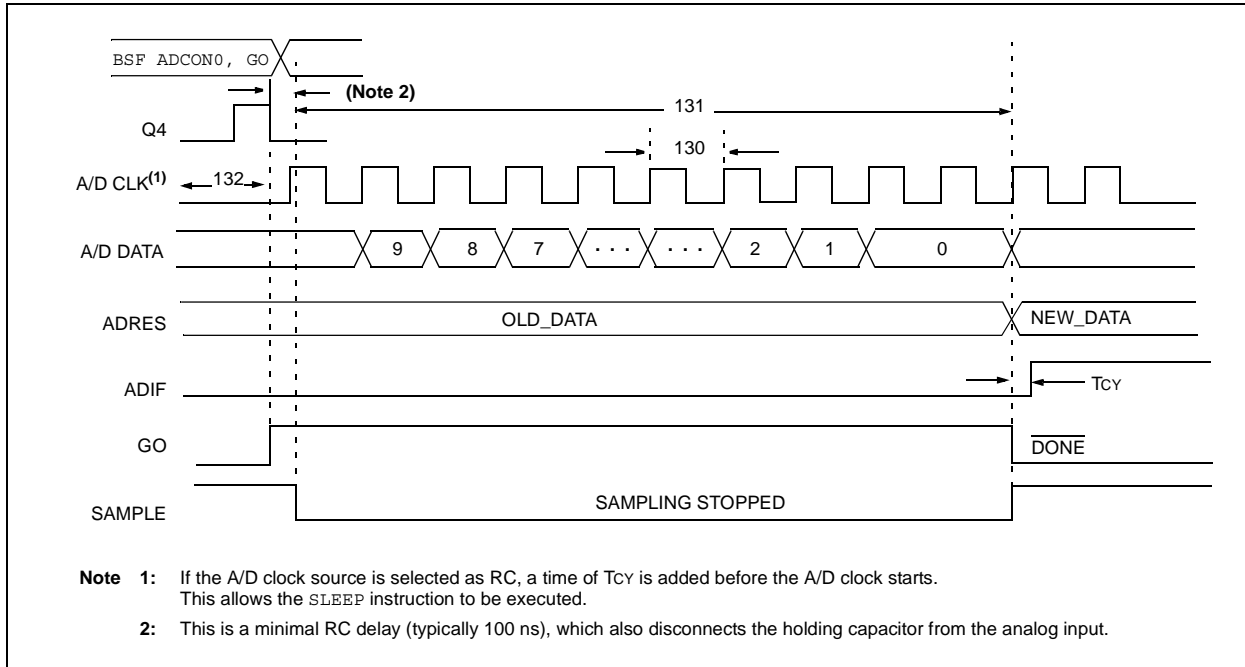 BSF ADCON0, GO
(Note 2)
131
Q4
130
A/D CLK(1)
132
A/D DATA
9 8 7 . . . . . . 2 1 0
ADRES
OLD_DATA
NEW_DATA
ADIF
TCY
GO
DONE
SAMPLE
SAMPLING STOPPED
Note 1: If the A/D clock source is selected as RC, a time of TCY is added before the A/D clock starts.
This allows the SLEEP instruction to be executed.
2: This is a minimal RC delay (typically 100 ns), which also disconnects the holding capacitor from the analog input.